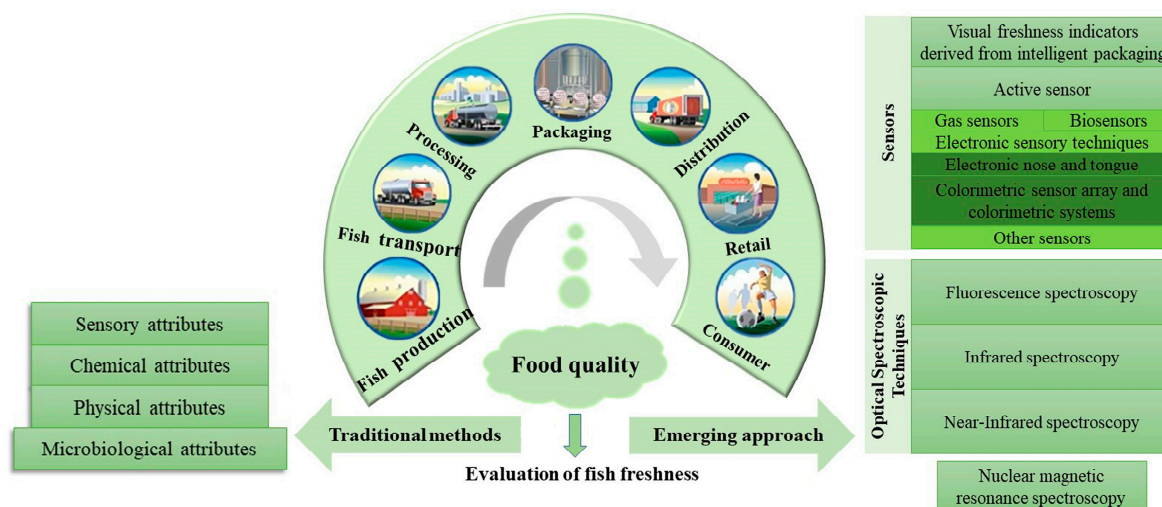 Fish production
Fish transport
Processing
Packaging
Distribution
Retail
Consumer
Food quality
Traditional methods
Emerging approach
Evaluation of fish freshness
Sensory attributes
Chemical attributes
Physical attributes
Microbiological attributes
Sensors
Visual freshness indicators
derived from intelligent packaging
Active sensor
Gas sensors
Biosensors
Electronic sensory techniques
Electronic nose and tongue
Colorimetric sensor array and
colorimetric systems
Other sensors
Optical Spectroscopic
Techniques
Fluorescence spectroscopy
Infrared spectroscopy
Near-Infrared spectroscopy
Nuclear magnetic
resonance spectroscopy